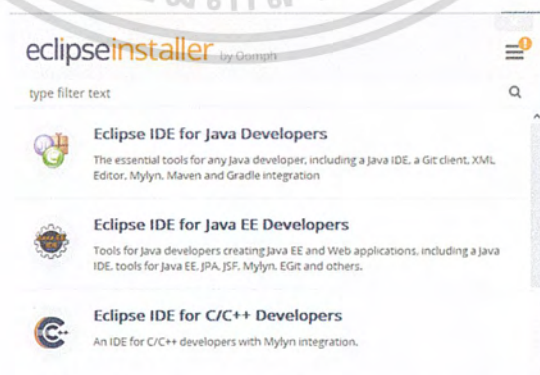 eclipseinstaller by Oomph
type filter text
Eclipse IDE for Java Developers
The essential tools for any Java developer, including a Java IDE, a Git client, XML
Editor, Mylyn, Maven and Gradle integration
Eclipse IDE for Java EE Developers
Tools for Java developers creating Java EE and Web applications, including a Java
IDE, tools for Java EE, JPA, JSF, Mylyn, EGit and others.
Eclipse IDE for C/C++ Developers
An IDE for C/C++ developers with Mylyn integration.